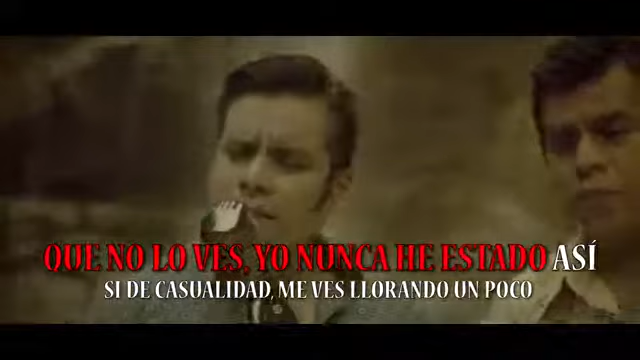 QUE NO LO VES, YO NUNCA HE ESTADO ASÍ
SI DE CASUALIDAD, ME VES LLORANDO UN POCO